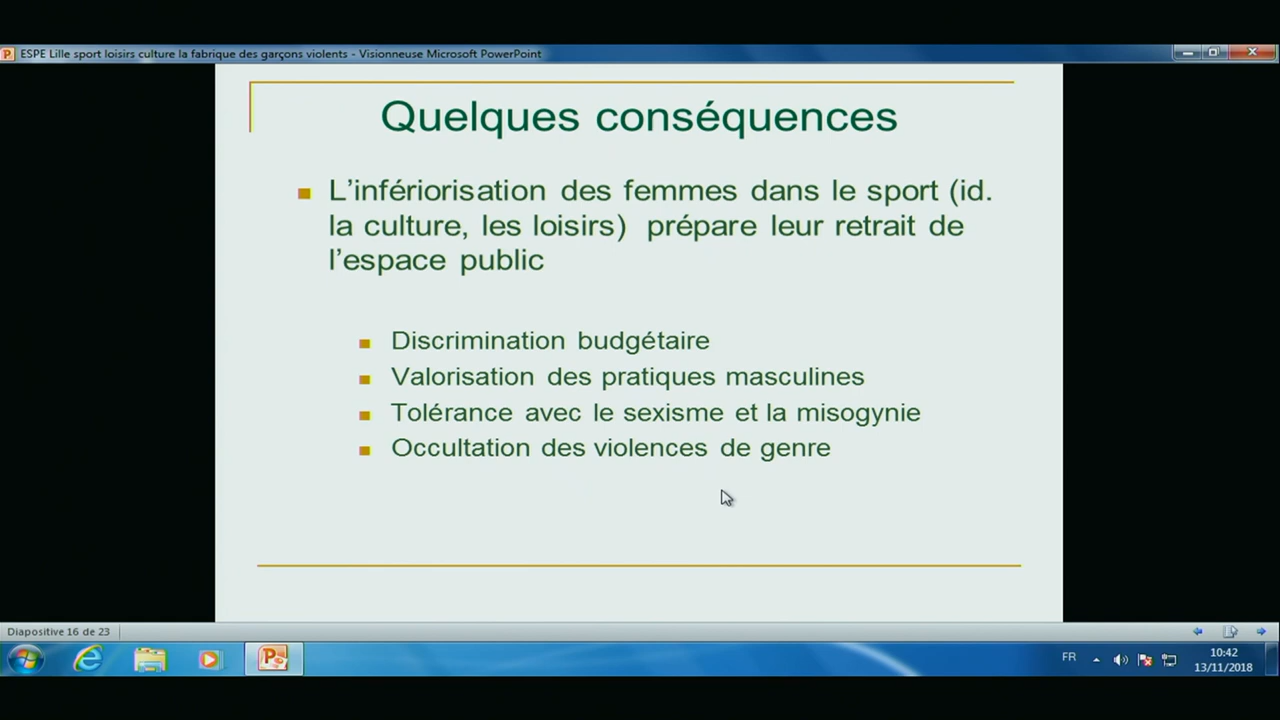 ESPE Lille sport loisirs culture la fabrique des garçons violents - Visionneuse Microsoft PowerPoint
Quelques conséquences
L'infériorisation des femmes dans le sport (id.
la culture, les loisirs) prépare leur retrait de
l'espace public
Discrimination budgétaire
Valorisation des pratiques masculines
Tolérance avec le sexisme et la misogynie
Occultation des violences de genre
Diapositive 16 de 23
FR
10:42
13/11/2018